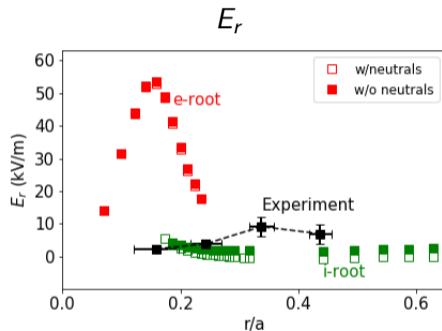 E_r
w/neutrals
w/o neutrals
60
50
40
30
20
10
0
E_r (kV/m)
e-root
Experiment
i-root
0.0
0.2
0.4
0.6
r/a